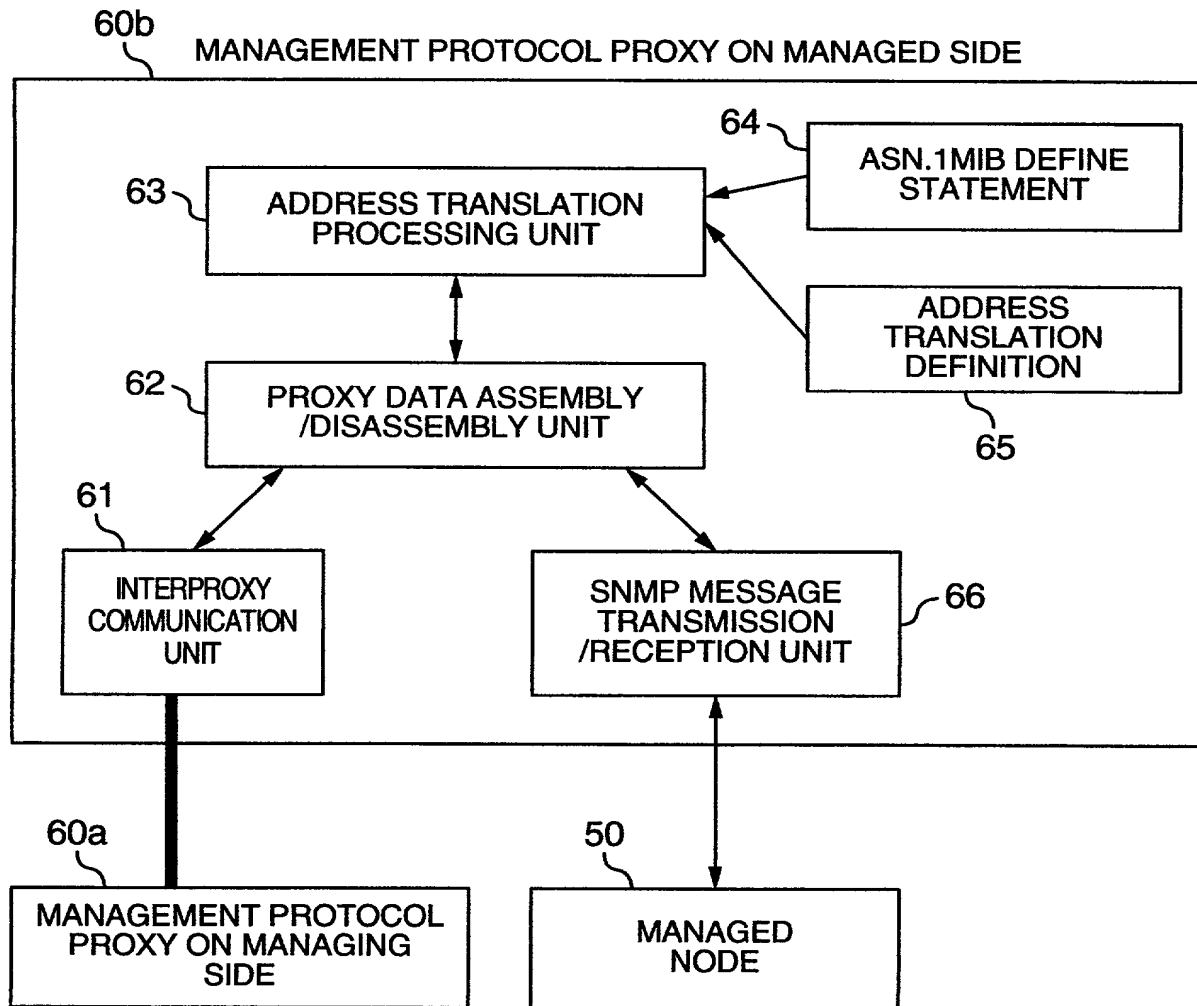 60b
MANAGEMENT PROTOCOL PROXY ON MANAGED SIDE
64
ASN.1MIB DEFINE
STATEMENT
63
ADDRESS TRANSLATION
PROCESSING UNIT
ADDRESS
TRANSLATION
DEFINITION
65
62
PROXY DATA ASSEMBLY
/DISASSEMBLY UNIT
61
INTERPROXY
COMMUNICATION
UNIT
SNMP MESSAGE
TRANSMISSION
/RECEPTION UNIT
66
60a
MANAGEMENT PROTOCOL
PROXY ON MANAGING
SIDE
50
MANAGED
NODE